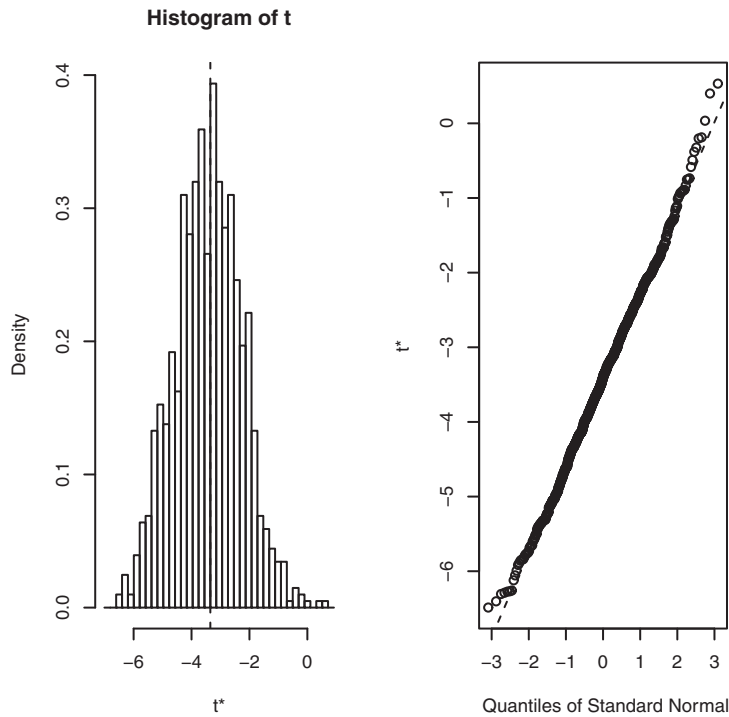 Histogram of t
Density
0.0 0.1 0.2 0.3 0.4
−6 −4 −2 0
t*
t*
−6 −5 −4 −3 −2 −1 0
−3 −2 −1 0 1 2 3
Quantiles of Standard Normal